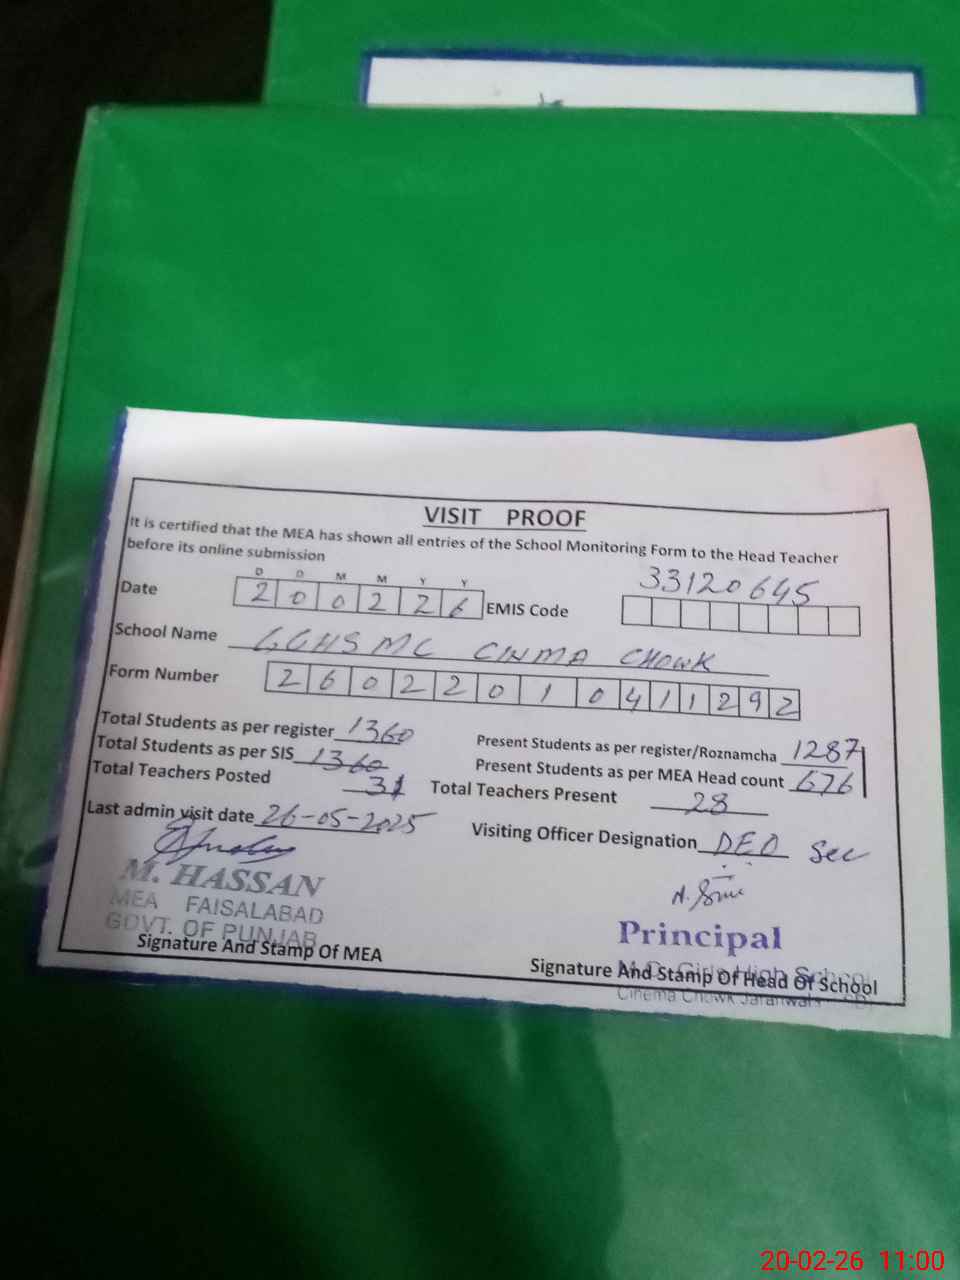 VISIT PROOF
It is certified that the MEA has shown all entries of the School Monitoring Form to the Head Teacher
before its online submission
D D M M Y Y
Date 2 0 0 2 2 6 EMIS Code 33120645
School Name GGHS MC CINMA CHOWK
Form Number 2 6 0 2 2 0 1 0 4 1 1 2 9 2
Total Students as per register 1360 Present Students as per register/Roznamcha 1287
Total Students as per SIS 1360 Present Students as per MEA Head count 676
Total Teachers Posted 31 Total Teachers Present 28
Last admin visit date 26-05-2025 Visiting Officer Designation DEO Sec
M. HASSAN
MEA FAISALABAD
GOVT. OF PUNJAB
Signature And Stamp Of MEA
Principal
M.C. Girls High School
Signature And Stamp Of Head Of School
Cinema Chowk Jaranwala
20-02-26 11:00